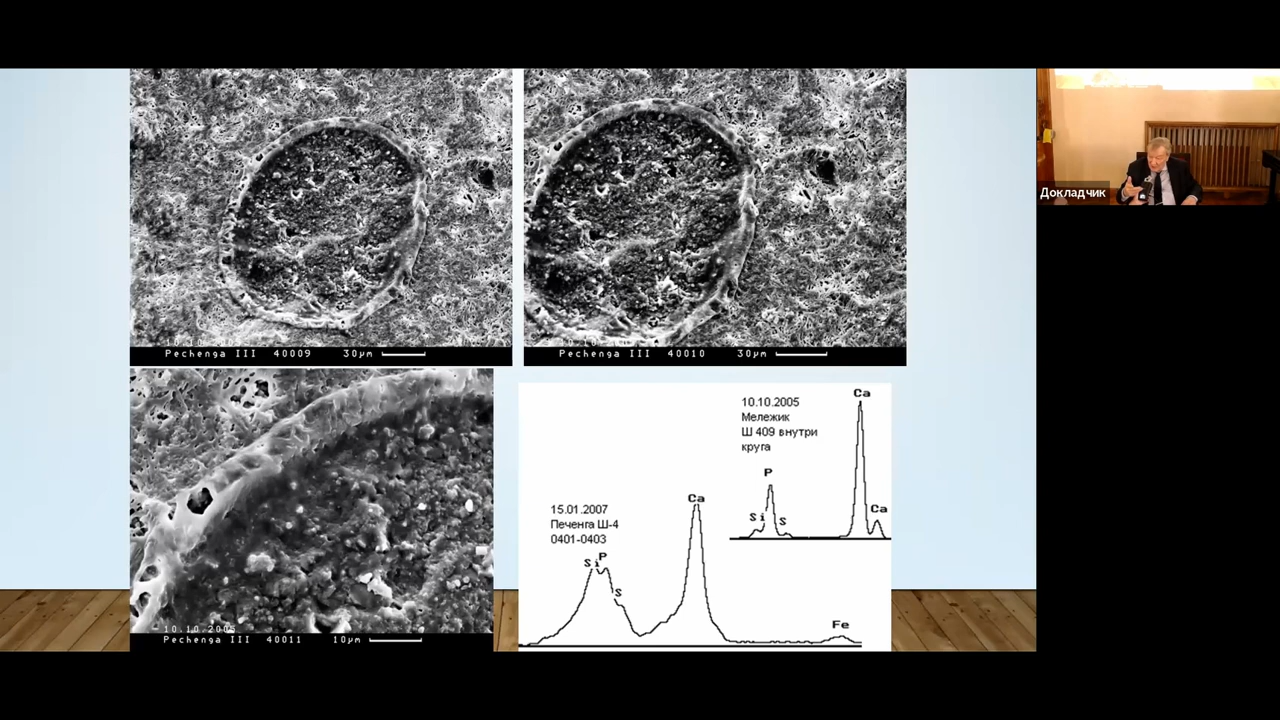 Pechenga III 40009 30µm
Pechenga III 40010 30µm
10.10.2005
Pechenga III 40011 10µm
10.10.2005
Мележик
Ш 409 внутри
круга
Ca
P
Si
S
Ca
15.01.2007
Печенга Ш-4
0401-0403
Ca
Si
P
S
Fe
Докладчик